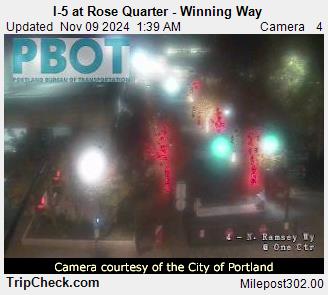 I-5 at Rose Quarter - Winning Way
Updated Nov 09 2024 1:39 AM Camera 4
PBOT
PORTLAND BUREAU OF TRANSPORTATION
4 - N. Ramsey Wy
@ One Ctr
Camera courtesy of the City of Portland
TripCheck.com Milepost302.00